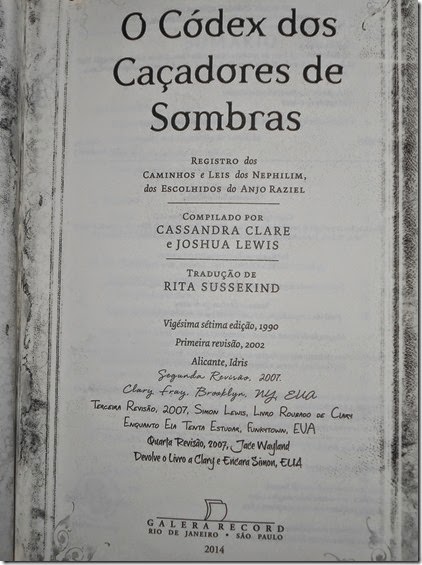 O Códex dos
Caçadores de
Sombras
Registro dos
Caminhos e Leis dos Nephilim,
dos Escolhidos do Anjo Raziel
Compilado por
CASSANDRA CLARE
e JOSHUA LEWIS
Tradução de
RITA SUSSEKIND
Vigésima sétima edição, 1990
Primeira revisão, 2002
Alicante, Idris
Segunda Revisão, 2007.
Clary Fray, Brooklyn, NY, EUA
Terceira Revisão, 2007, Simon Lewis, Livro Roubado de Clary
Enquanto Ela Tenta Estudar, Funkytown, EUA
Quarta Revisão, 2007, Jace Wayland
Devolve o Livro a Clary e Encara Simon, EUA
GALERA RECORD
RIO DE JANEIRO • SÃO PAULO
2014